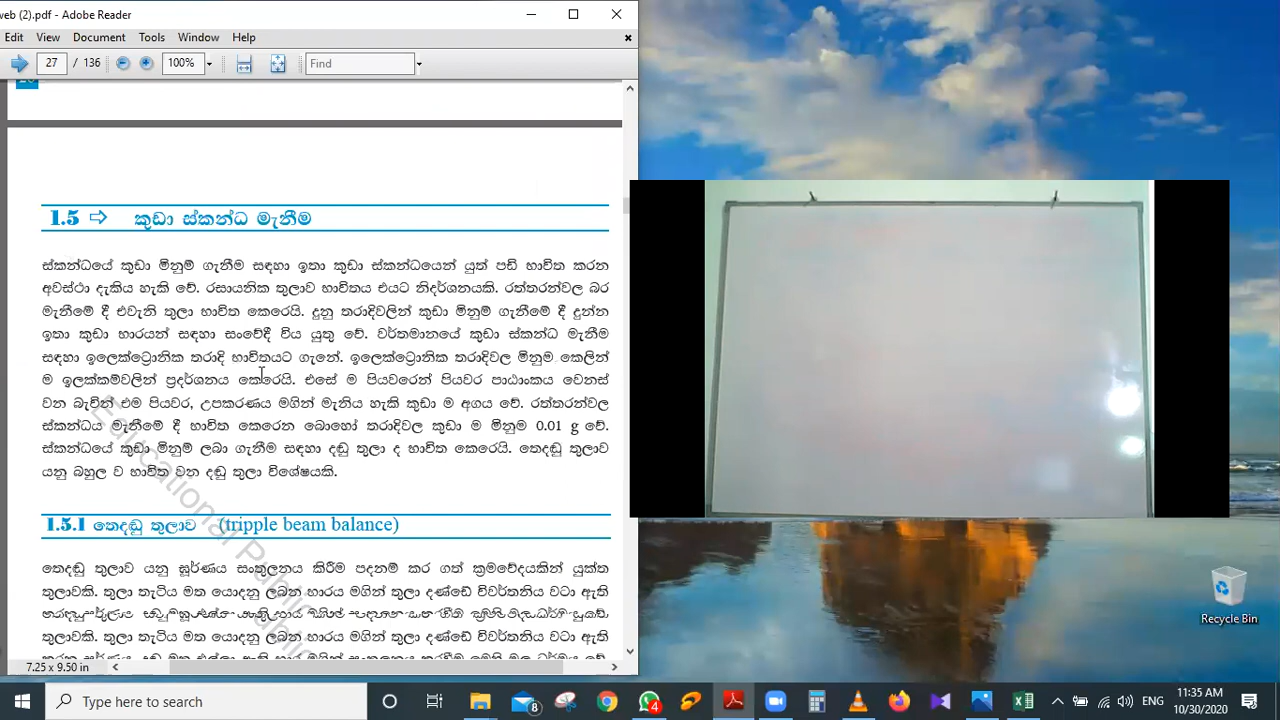 web (2).pdf - Adobe Reader
Edit View Document Tools Window Help
27 / 136 100% Find
1.5 ⇨ කුඩා ස්කන්ධ මැනීම
ස්කන්ධයේ කුඩා මිනුම් ගැනීම සඳහා ඉතා කුඩා ස්කන්ධයෙන් යුත් පඩි භාවිත කරන
අවස්ථා දැකිය හැකි වේ. රසායනික තුලාව භාවිතය එයට නිදර්ශනයකි. රත්තරන්වල බර
මැනීමේ දී එවැනි තුලා භාවිත කෙරෙයි. දුනු තරාදිවලින් කුඩා මිනුම් ගැනීමේ දී දුන්න
ඉතා කුඩා භාරයන් සඳහා සංවේදී විය යුතු වේ. වර්තමානයේ කුඩා ස්කන්ධ මැනීම
සඳහා ඉලෙක්ට්‍රොනික තරාදි භාවිතයට ගැනේ. ඉලෙක්ට්‍රොනික තරාදිවල මිනුම කෙලින්
ම ඉලක්කම්වලින් ප්‍රදර්ශනය කෙරෙයි. එසේ ම පියවරෙන් පියවර පාඨාංකය වෙනස්
වන බැවින් එම පියවර, උපකරණය මගින් මැනිය හැකි කුඩා ම අගය වේ. රත්තරන්වල
ස්කන්ධය මැනීමේ දී භාවිත කෙරෙන බොහෝ තරාදිවල කුඩා ම මිනුම 0.01 g වේ.
ස්කන්ධයේ කුඩා මිනුම් ලබා ගැනීම සඳහා දඬු තුලා ද භාවිත කෙරෙයි. තෙදඬු තුලාව
යනු බහුල ව භාවිත වන දඬු තුලා විශේෂයකි.
1.5.1 තෙදඬු තුලාව (tripple beam balance)
තෙදඬු තුලාව යනු ඝූර්ණය සංතුලනය කිරීම පදනම් කර ගත් ක්‍රමවේදයකින් යුක්ත
තුලාවකි. තුලා තැටිය මත යොදනු ලබන භාරය මගින් තුලා දණ්ඩේ විවර්තනිය වටා ඇති
තුලාවකි. තුලා තැටිය මත යොදනු ලබන භාරය මගින් තුලා දණ්ඩේ විවර්තනිය වටා ඇති
Educational Public
7.25 x 9.50 in
Recycle Bin
Type here to search
8
4
ENG
11:35 AM
10/30/2020